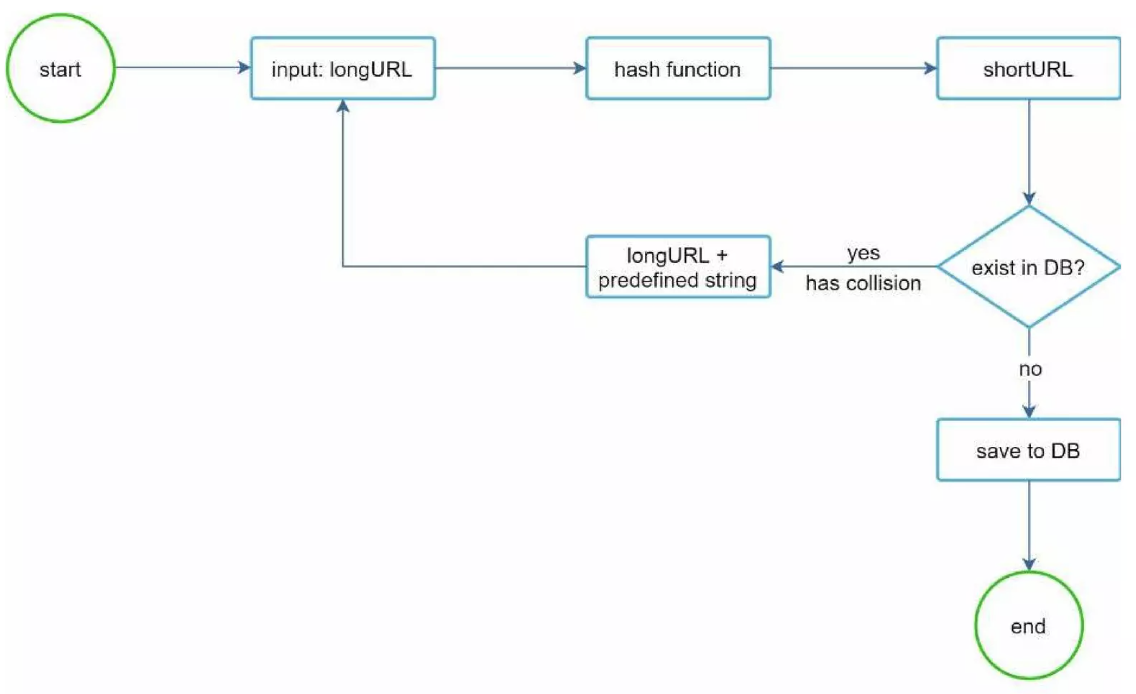 start
input: longURL
hash function
shortURL
longURL +
predefined string
yes
has collision
exist in DB?
no
save to DB
end